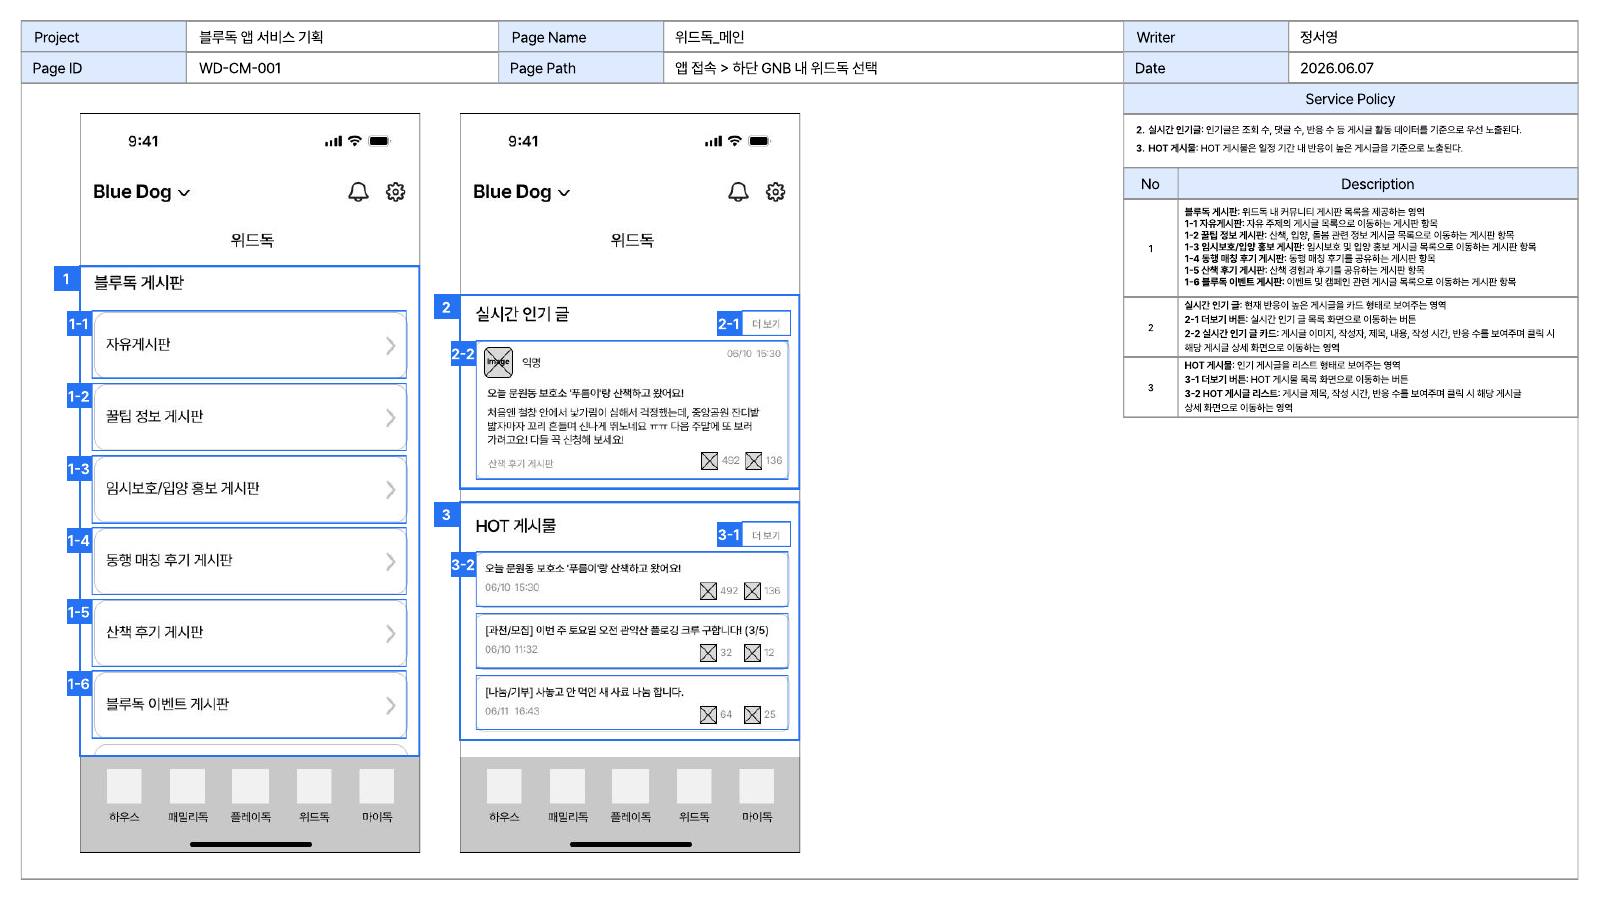 Project 블루독 앱 서비스 기획 Page Name 위드독_메인 Writer 정서영
Page ID WD-CM-001 Page Path 앱 접속 > 하단 GNB 내 위드독 선택 Date 2026.06.07
9:41
Blue Dog
위드독
1
블루독 게시판
1-1
자유게시판
1-2
꿀팁 정보 게시판
1-3
임시보호/입양 홍보 게시판
1-4
동행 매칭 후기 게시판
1-5
산책 후기 게시판
1-6
블루독 이벤트 게시판
하우스 패밀리독 플레이독 위드독 마이독
9:41
Blue Dog
위드독
2
실시간 인기 글
2-1 더 보기
2-2
Image 익명 06/10 15:30
오늘 문원동 보호소 '푸름이'랑 산책하고 왔어요!
처음엔 철창 안에서 낯가림이 심해서 걱정했는데, 중앙공원 잔디밭
밟자마자 꼬리 흔들며 신나게 뛰노네요 ㅠㅠ 다음 주말에 또 보러
가려고요! 다들 꼭 신청해 보세요!
산책 후기 게시판 492 136
3
HOT 게시물
3-1 더 보기
3-2
오늘 문원동 보호소 '푸름이'랑 산책하고 왔어요!
06/10 15:30 492 136
[과천/모집] 이번 주 토요일 오전 관악산 플로깅 크루 구합니다! (3/5)
06/10 11:32 32 12
[나눔/기부] 사놓고 안 먹인 새 사료 나눔 합니다.
06/11 16:43 64 25
하우스 패밀리독 플레이독 위드독 마이독
Service Policy
2. 실시간 인기글: 인기글은 조회 수, 댓글 수, 반응 수 등 게시글 활동 데이터를 기준으로 우선 노출된다.
3. HOT 게시물: HOT 게시물은 일정 기간 내 반응이 높은 게시글을 기준으로 노출된다.
No Description
1
블루독 게시판: 위드독 내 커뮤니티 게시판 목록을 제공하는 영역
1-1 자유게시판: 자유 주제의 게시글 목록으로 이동하는 게시판 항목
1-2 꿀팁 정보 게시판: 산책, 입양, 돌봄 관련 정보 게시글 목록으로 이동하는 게시판 항목
1-3 임시보호/입양 홍보 게시판: 임시보호 및 입양 홍보 게시글 목록으로 이동하는 게시판 항목
1-4 동행 매칭 후기 게시판: 동행 매칭 후기를 공유하는 게시판 항목
1-5 산책 후기 게시판: 산책 경험과 후기를 공유하는 게시판 항목
1-6 블루독 이벤트 게시판: 이벤트 및 캠페인 관련 게시글 목록으로 이동하는 게시판 항목
2
실시간 인기 글: 현재 반응이 높은 게시글을 카드 형태로 보여주는 영역
2-1 더보기 버튼: 실시간 인기 글 목록 화면으로 이동하는 버튼
2-2 실시간 인기 글 카드: 게시글 이미지, 작성자, 제목, 내용, 작성 시간, 반응 수를 보여주며 클릭 시
해당 게시글 상세 화면으로 이동하는 영역
3
HOT 게시물: 인기 게시글을 리스트 형태로 보여주는 영역
3-1 더보기 버튼: HOT 게시물 목록 화면으로 이동하는 버튼
3-2 HOT 게시글 리스트: 게시글 제목, 작성 시간, 반응 수를 보여주며 클릭 시 해당 게시글
상세 화면으로 이동하는 영역